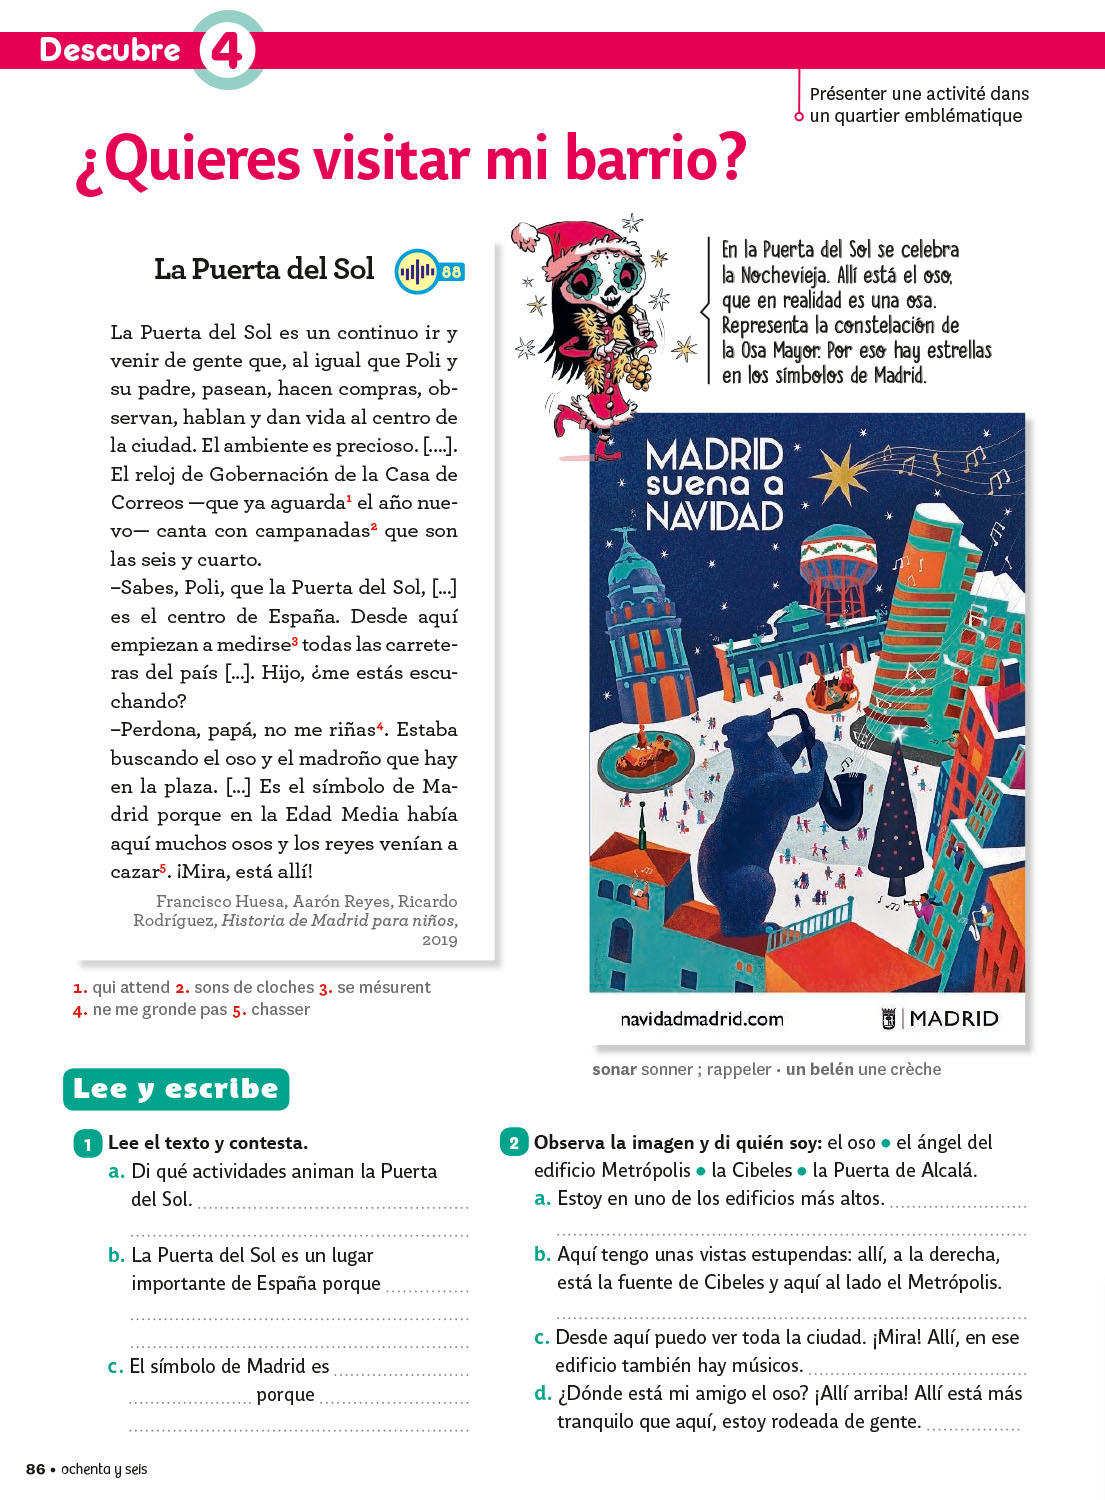 Descubre 4
Présenter une activité dans
un quartier emblématique
¿Quieres visitar mi barrio?
La Puerta del Sol
88
La Puerta del Sol es un continuo ir y
venir de gente que, al igual que Poli y
su padre, pasean, hacen compras, ob-
servan, hablan y dan vida al centro de
la ciudad. El ambiente es precioso. [....].
El reloj de Gobernación de la Casa de
Correos —que ya aguarda¹ el año nue-
vo— canta con campanadas² que son
las seis y cuarto.
–Sabes, Poli, que la Puerta del Sol, [...]
es el centro de España. Desde aquí
empiezan a medirse³ todas las carrete-
ras del país [...]. Hijo, ¿me estás escu-
chando?
–Perdona, papá, no me riñas⁴. Estaba
buscando el oso y el madroño que hay
en la plaza. [...] Es el símbolo de Ma-
drid porque en la Edad Media había
aquí muchos osos y los reyes venían a
cazar⁵. ¡Mira, está allí!
Francisco Huesa, Aarón Reyes, Ricardo
Rodríguez, Historia de Madrid para niños,
2019
1. qui attend 2. sons de cloches 3. se mésurent
4. ne me gronde pas 5. chasser
En la Puerta del Sol se celebra
la Nochevieja. Allí está el oso,
que en realidad es una osa.
Representa la constelación de
la Osa Mayor. Por eso hay estrellas
en los símbolos de Madrid.
MADRID
suena a
NAVIDAD
navidadmadrid.com
MADRID
sonar sonner ; rappeler • un belén une crèche
Lee y escribe
1 Lee el texto y contesta.
a. Di qué actividades animan la Puerta
del Sol.
b. La Puerta del Sol es un lugar
importante de España porque
c. El símbolo de Madrid es
porque
2 Observa la imagen y di quién soy: el oso • el ángel del
edificio Metrópolis • la Cibeles • la Puerta de Alcalá.
a. Estoy en uno de los edificios más altos.
b. Aquí tengo unas vistas estupendas: allí, a la derecha,
está la fuente de Cibeles y aquí al lado el Metrópolis.
c. Desde aquí puedo ver toda la ciudad. ¡Mira! Allí, en ese
edificio también hay músicos.
d. ¿Dónde está mi amigo el oso? ¡Allí arriba! Allí está más
tranquilo que aquí, estoy rodeada de gente.
86 • ochenta y seis